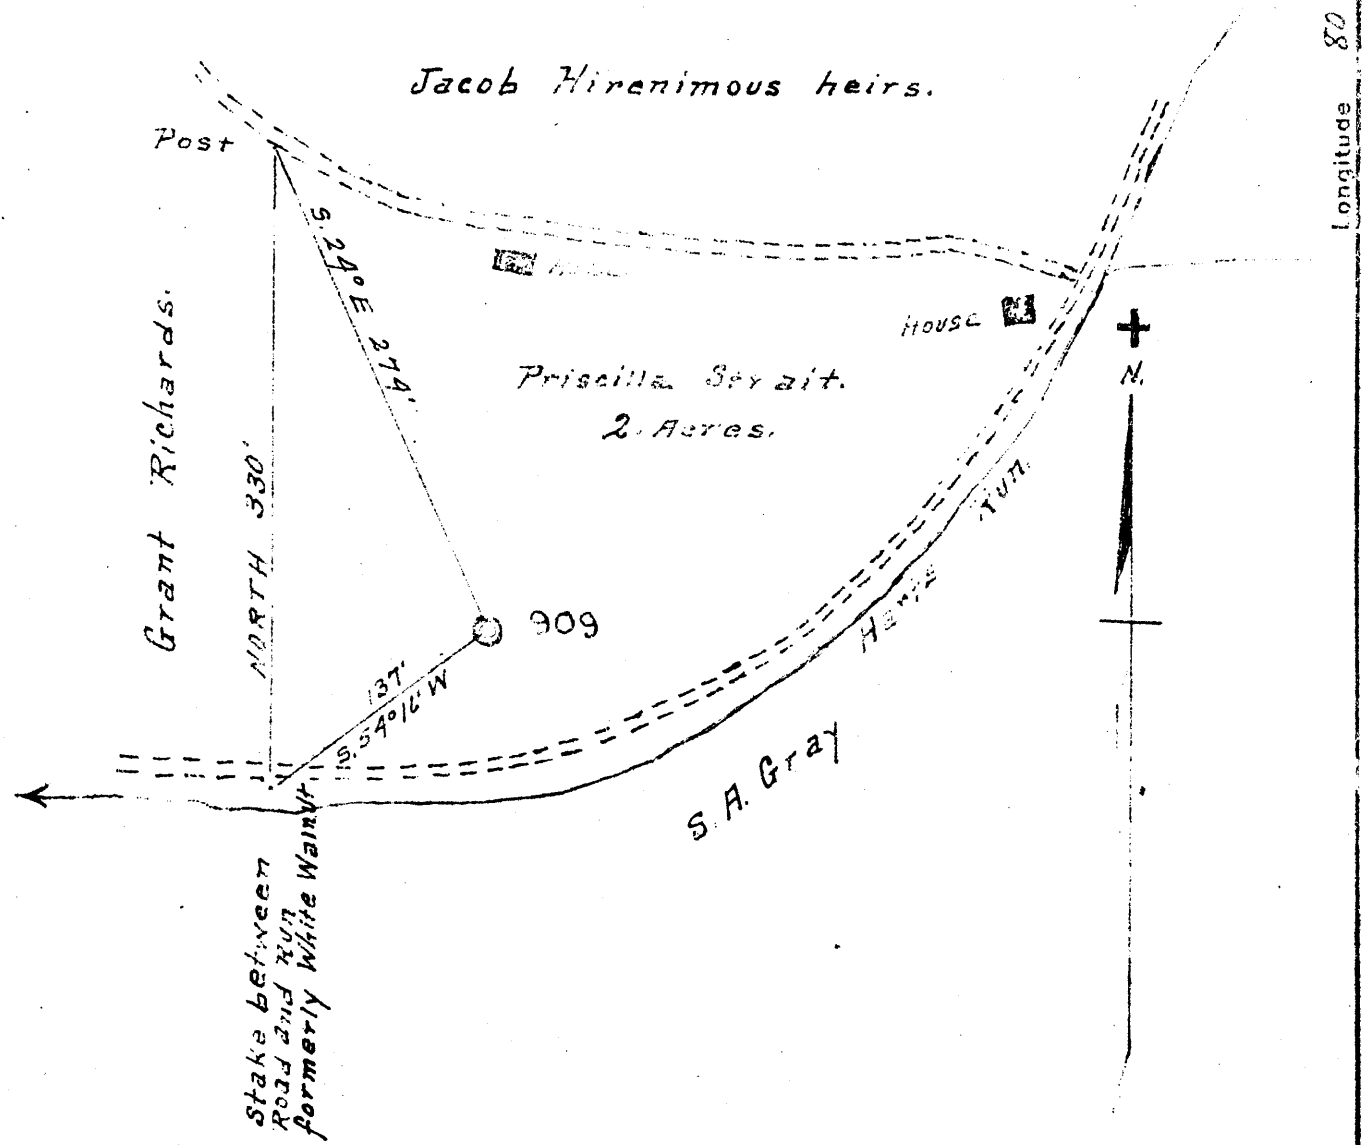 Jacob Hirenimous heirs.
Longitude 80
Post
S. 24° E 274'
House
Priscilla Strait.
2. Acres.
N.
Grant Richards.
NORTH 330'
Run.
909
137'
S. 54° 16' W
S. A. Gray
Stake between
Road and Run
formerly White Walnut.